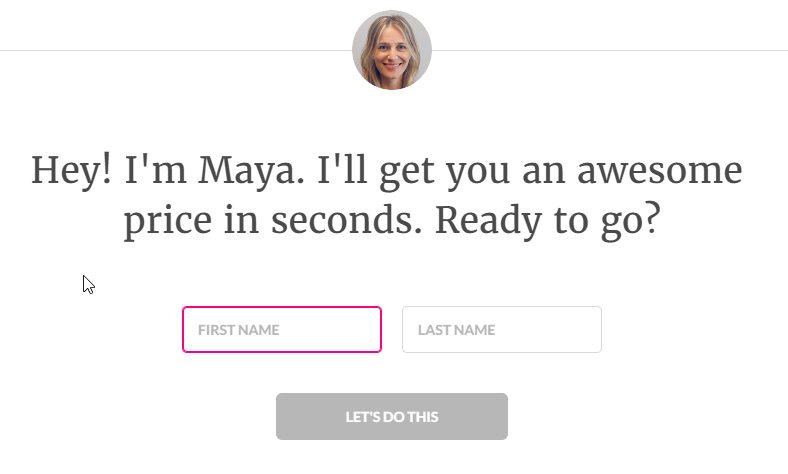 Hey! I'm Maya. I'll get you an awesome
price in seconds. Ready to go?
FIRST NAME
LAST NAME
LET'S DO THIS